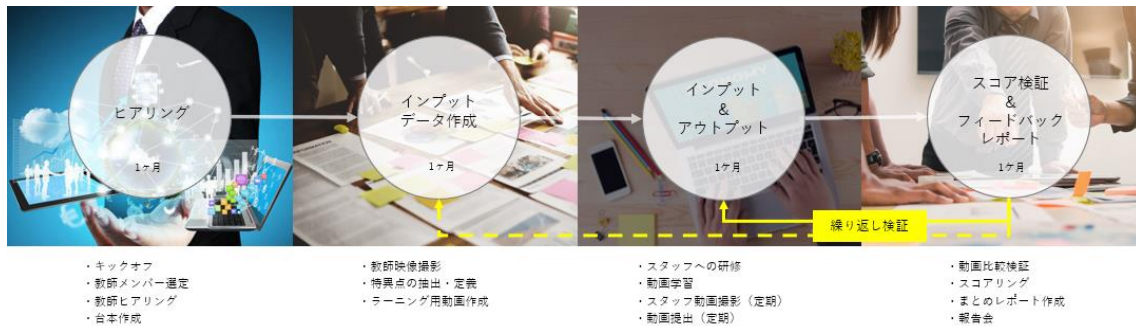 ヒアリング
1ヶ月
インプット
データ作成
1ヶ月
インプット
&
アウトプット
1ヶ月
スコア検証
&
フィードバック
レポート
1ヶ月
繰り返し検証
・キックオフ
・教師メンバー選定
・教師ヒアリング
・台本作成
・教師映像撮影
・特異点の抽出・定義
・ラーニング用動画作成
・スタッフへの研修
・動画学習
・スタッフ動画撮影（定期）
・動画提出（定期）
・動画比較検証
・スコアリング
・まとめレポート作成
・報告会